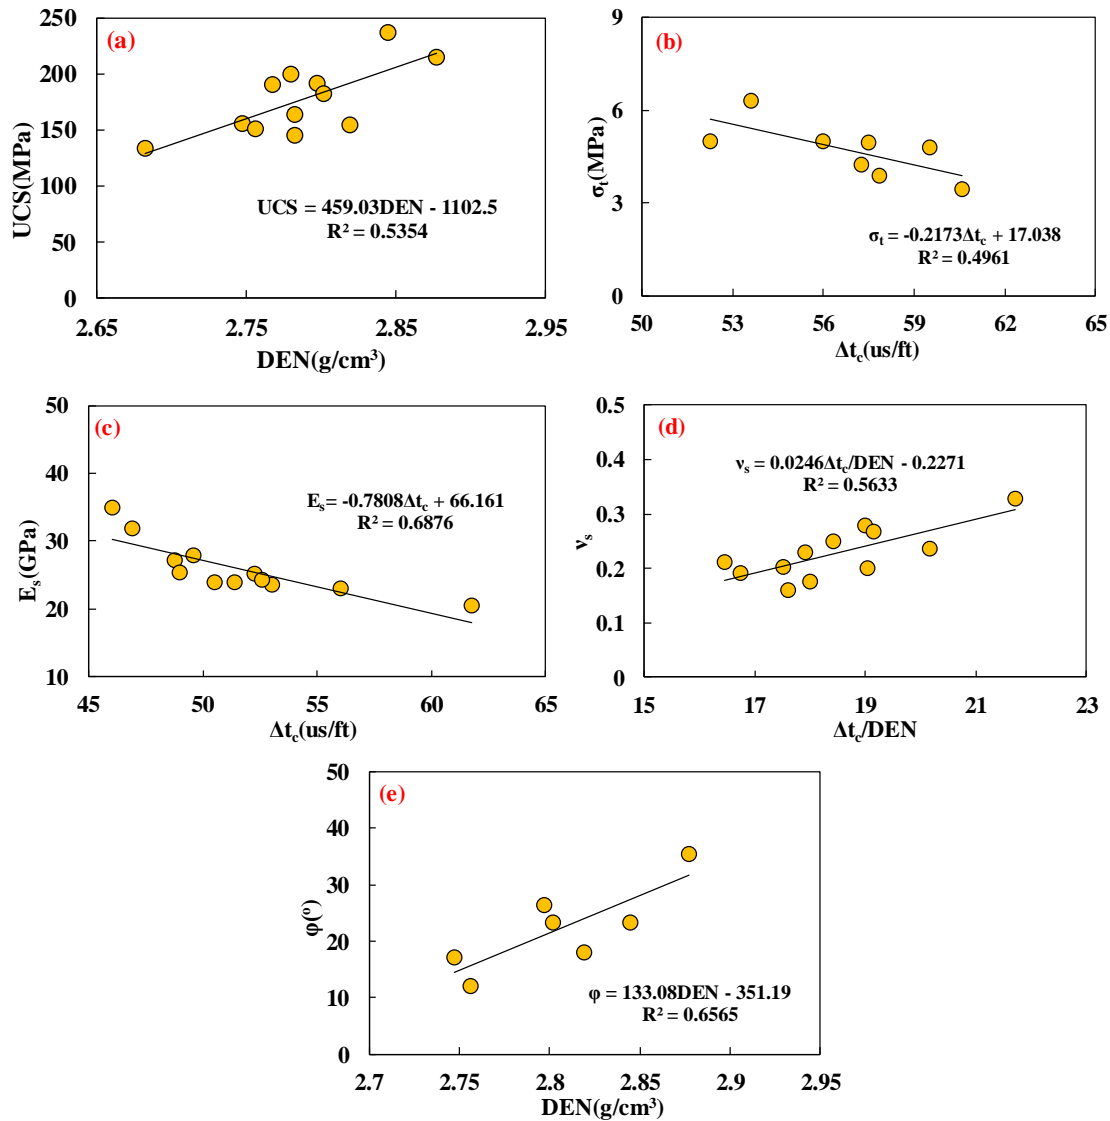 (a)
250
200
150
100
50
0
UCS(MPa)
UCS = 459.03DEN - 1102.5
R² = 0.5354
2.65 2.75 2.85 2.95
DEN(g/cm³)
(b)
9
6
3
0
σt(MPa)
σt = -0.2173Δtc + 17.038
R² = 0.4961
50 53 56 59 62 65
Δtc(us/ft)
(c)
50
40
30
20
10
Es(GPa)
Es= -0.7808Δtc + 66.161
R² = 0.6876
45 50 55 60 65
Δtc(us/ft)
(d)
0.5
0.4
0.3
0.2
0.1
0
νs
νs = 0.0246Δtc/DEN - 0.2271
R² = 0.5633
15 17 19 21 23
Δtc/DEN
(e)
50
40
30
20
10
0
φ(º)
φ = 133.08DEN - 351.19
R² = 0.6565
2.7 2.75 2.8 2.85 2.9 2.95
DEN(g/cm³)